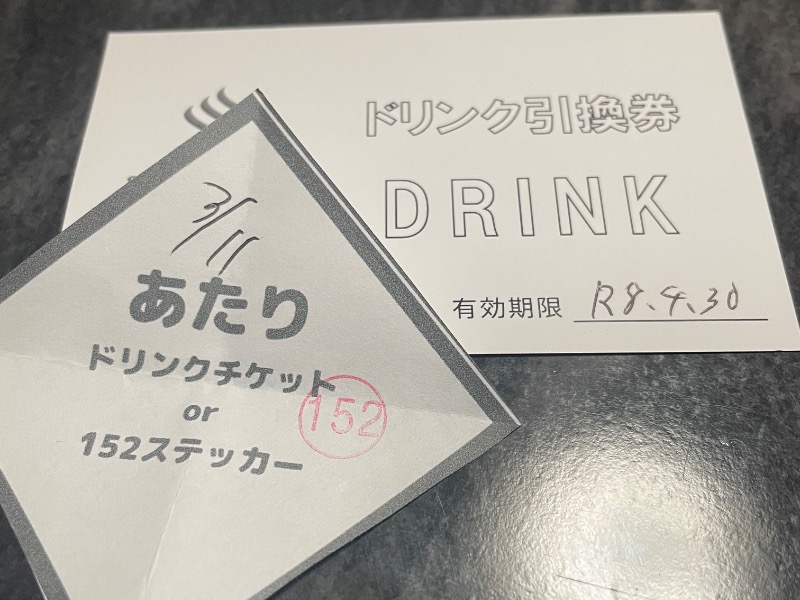 ドリンク引換券
DRINK
有効期限 R8.4.30
3/11
あたり
ドリンクチケット
or
152ステッカー
152